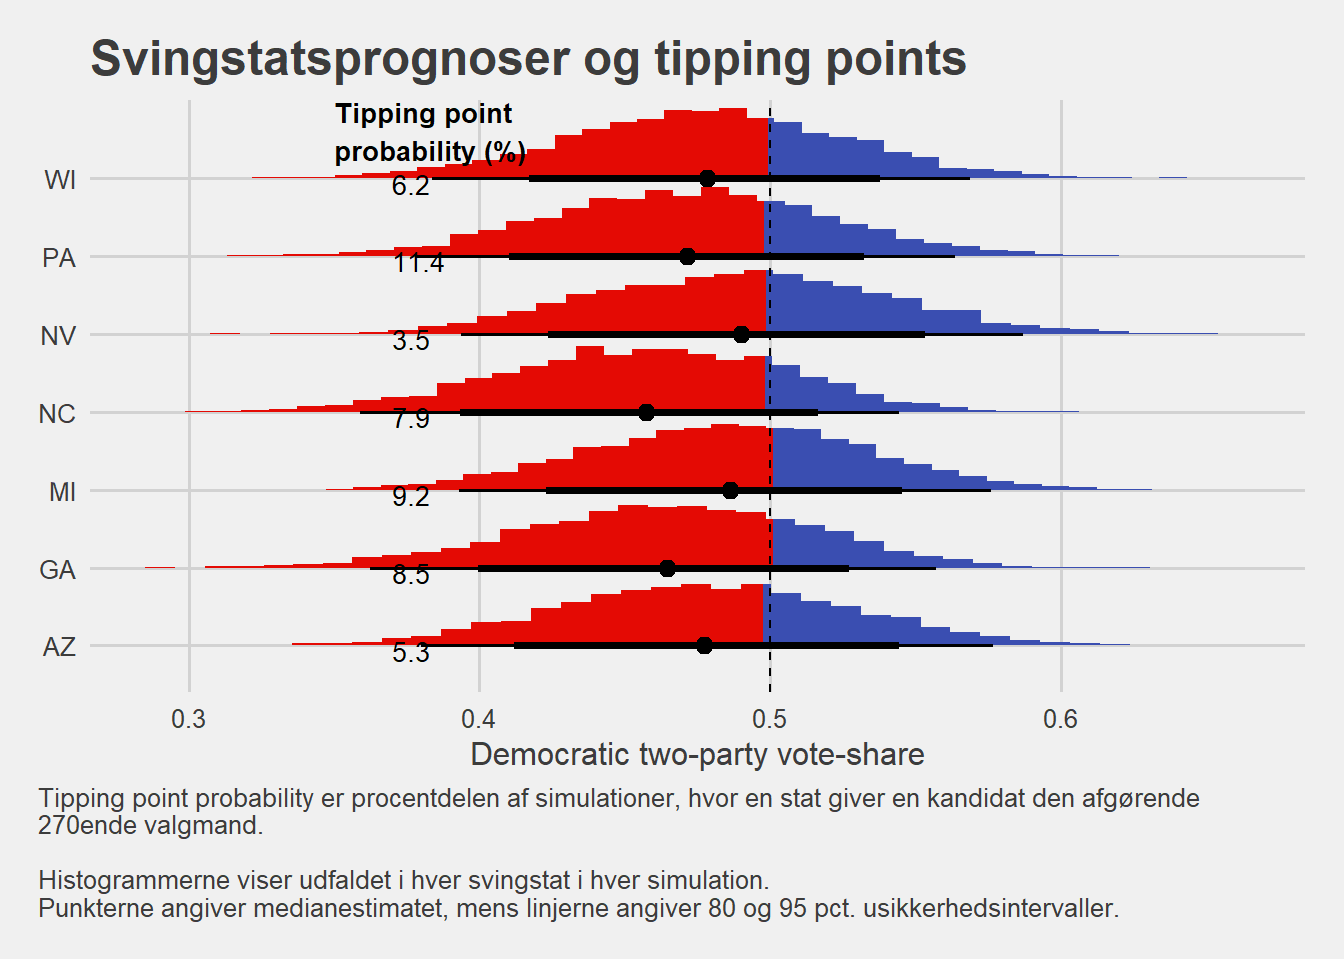 Svingstatsprognoser og tipping points
Tipping point
probability (%)
WI
6.2
PA
11.4
NV
3.5
NC
7.9
MI
9.2
GA
8.5
AZ
5.3
0.3 0.4 0.5 0.6
Democratic two-party vote-share
Tipping point probability er procentdelen af simulationer, hvor en stat giver en kandidat den afgørende
270ende valgmand.
Histogrammerne viser udfaldet i hver svingstat i hver simulation.
Punkterne angiver medianestimatet, mens linjerne angiver 80 og 95 pct. usikkerhedsintervaller.